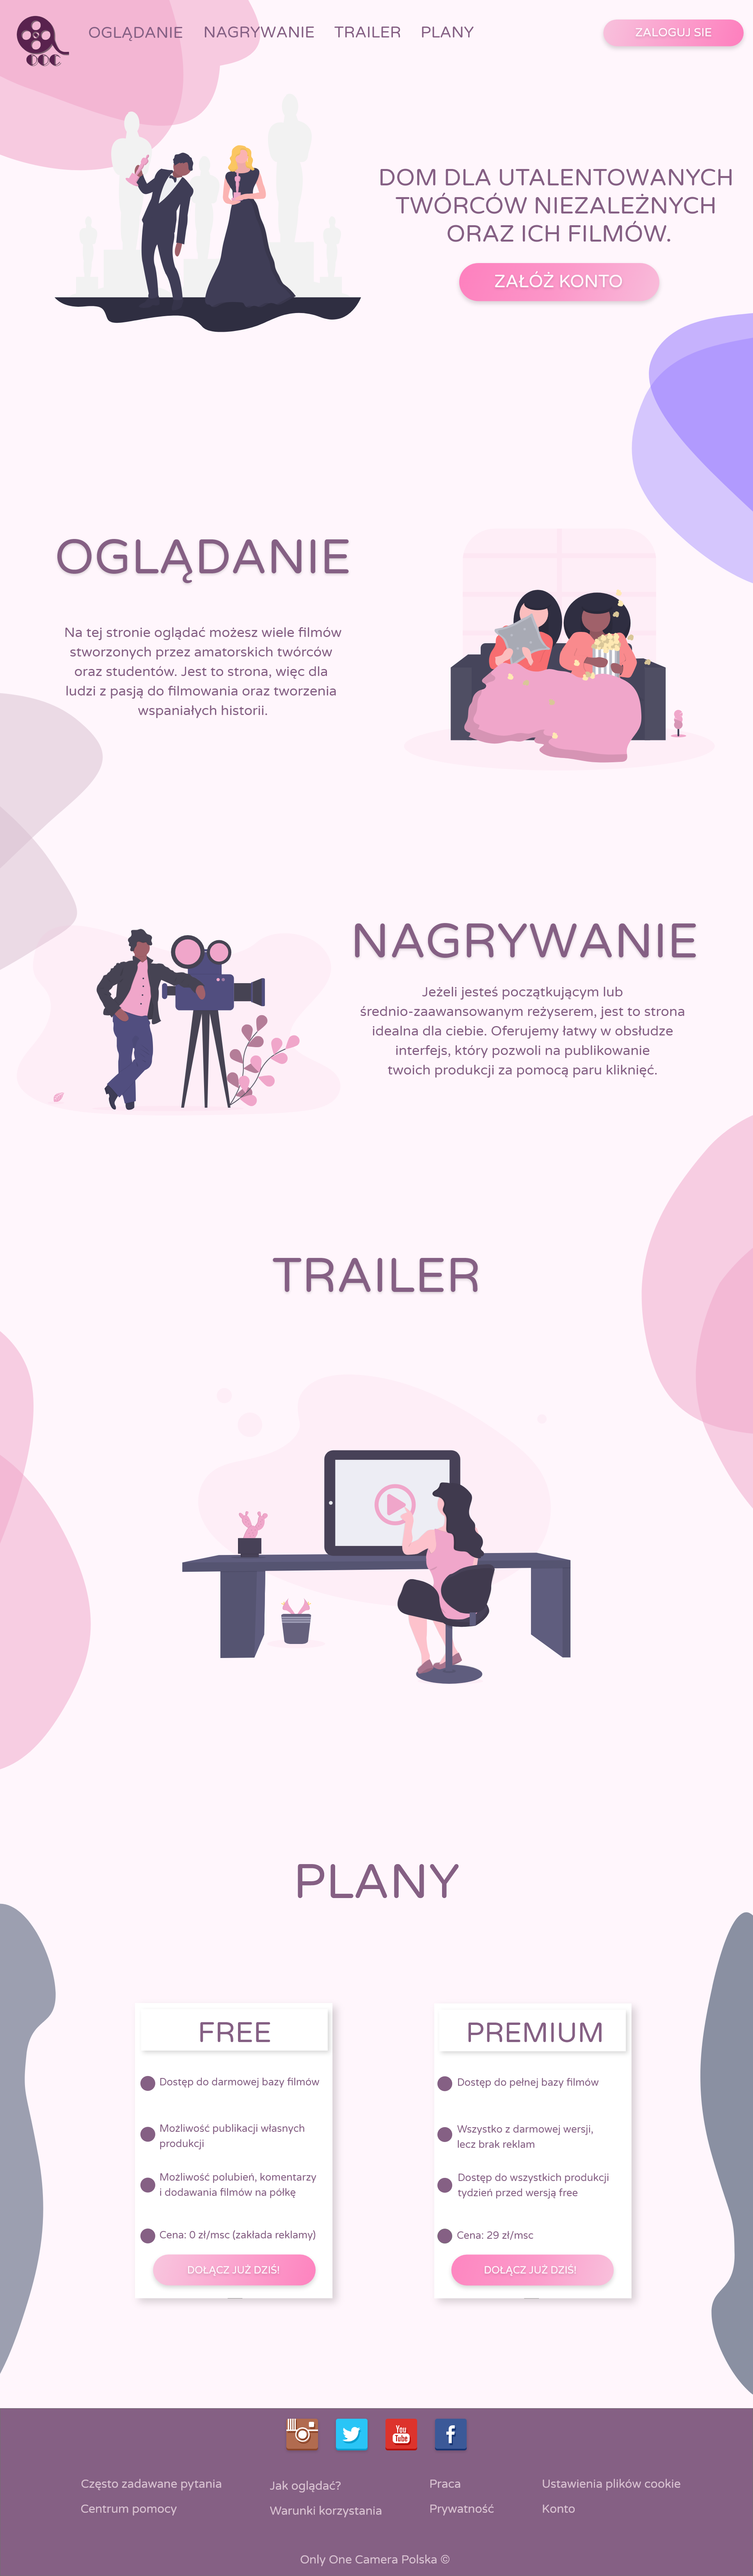 OOC
OGLĄDANIE
NAGRYWANIE
TRAILER
PLANY
ZALOGUJ SIE
DOM DLA UTALENTOWANYCH
TWÓRCÓW NIEZALEŻNYCH
ORAZ ICH FILMÓW.
ZAŁÓŻ KONTO
OGLĄDANIE
Na tej stronie oglądać możesz wiele filmów
stworzonych przez amatorskich twórców
oraz studentów. Jest to strona, więc dla
ludzi z pasją do filmowania oraz tworzenia
wspaniałych historii.
NAGRYWANIE
Jeżeli jesteś początkującym lub
średnio-zaawansowanym reżyserem, jest to strona
idealna dla ciebie. Oferujemy łatwy w obsłudze
interfejs, który pozwoli na publikowanie
twoich produkcji za pomocą paru kliknięć.
TRAILER
PLANY
FREE
Dostęp do darmowej bazy filmów
Możliwość publikacji własnych
produkcji
Możliwość polubień, komentarzy
i dodawania filmów na półkę
Cena: 0 zł/msc (zakłada reklamy)
DOŁĄCZ JUŻ DZIŚ!
PREMIUM
Dostęp do pełnej bazy filmów
Wszystko z darmowej wersji,
lecz brak reklam
Dostęp do wszystkich produkcji
tydzień przed wersją free
Cena: 29 zł/msc
DOŁĄCZ JUŻ DZIŚ!
You
Tube
Często zadawane pytania
Centrum pomocy
Jak oglądać?
Warunki korzystania
Praca
Prywatność
Ustawienia plików cookie
Konto
Only One Camera Polska ©